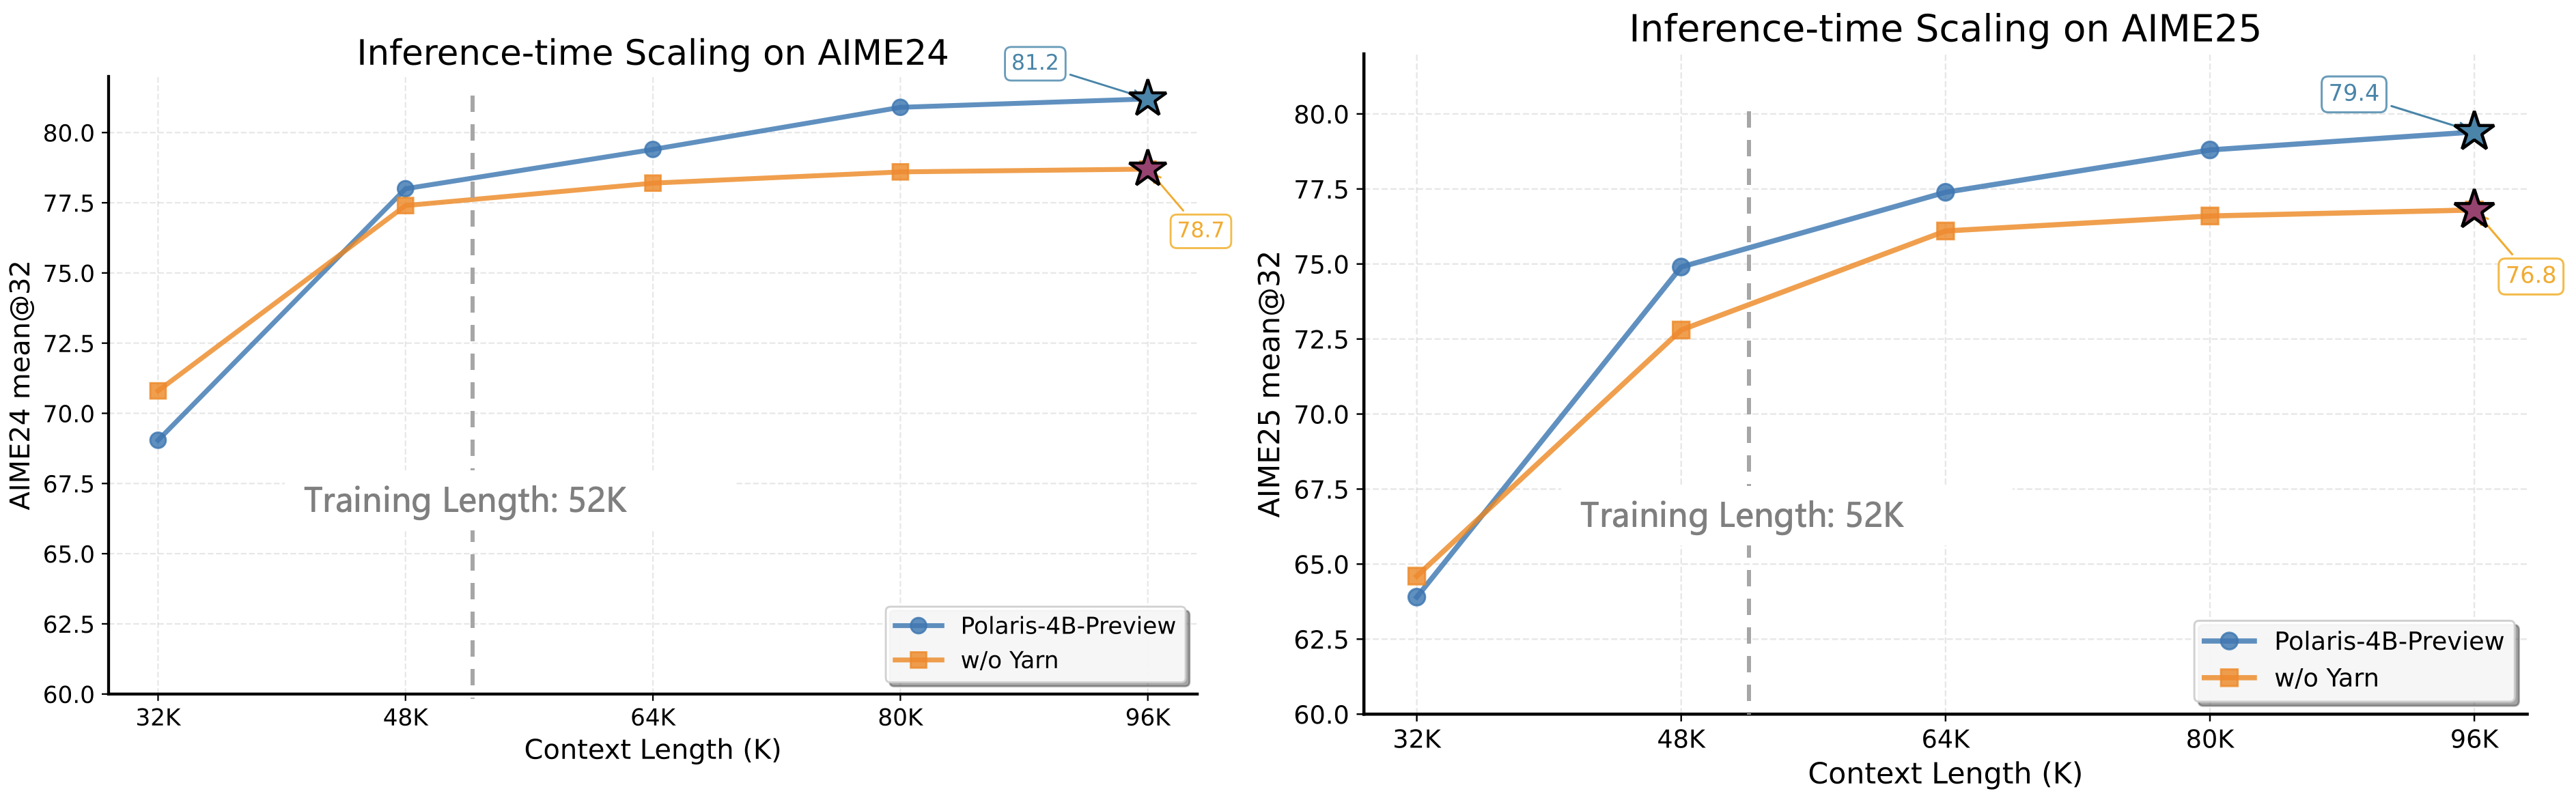 Inference-time Scaling on AIME24
81.2
78.7
AIME24 mean@32
80.0
77.5
75.0
72.5
70.0
67.5
65.0
62.5
60.0
Training Length: 52K
Polaris-4B-Preview
w/o Yarn
32K 48K 64K 80K 96K
Context Length (K)
Inference-time Scaling on AIME25
79.4
76.8
AIME25 mean@32
80.0
77.5
75.0
72.5
70.0
67.5
65.0
62.5
60.0
Training Length: 52K
Polaris-4B-Preview
w/o Yarn
32K 48K 64K 80K 96K
Context Length (K)